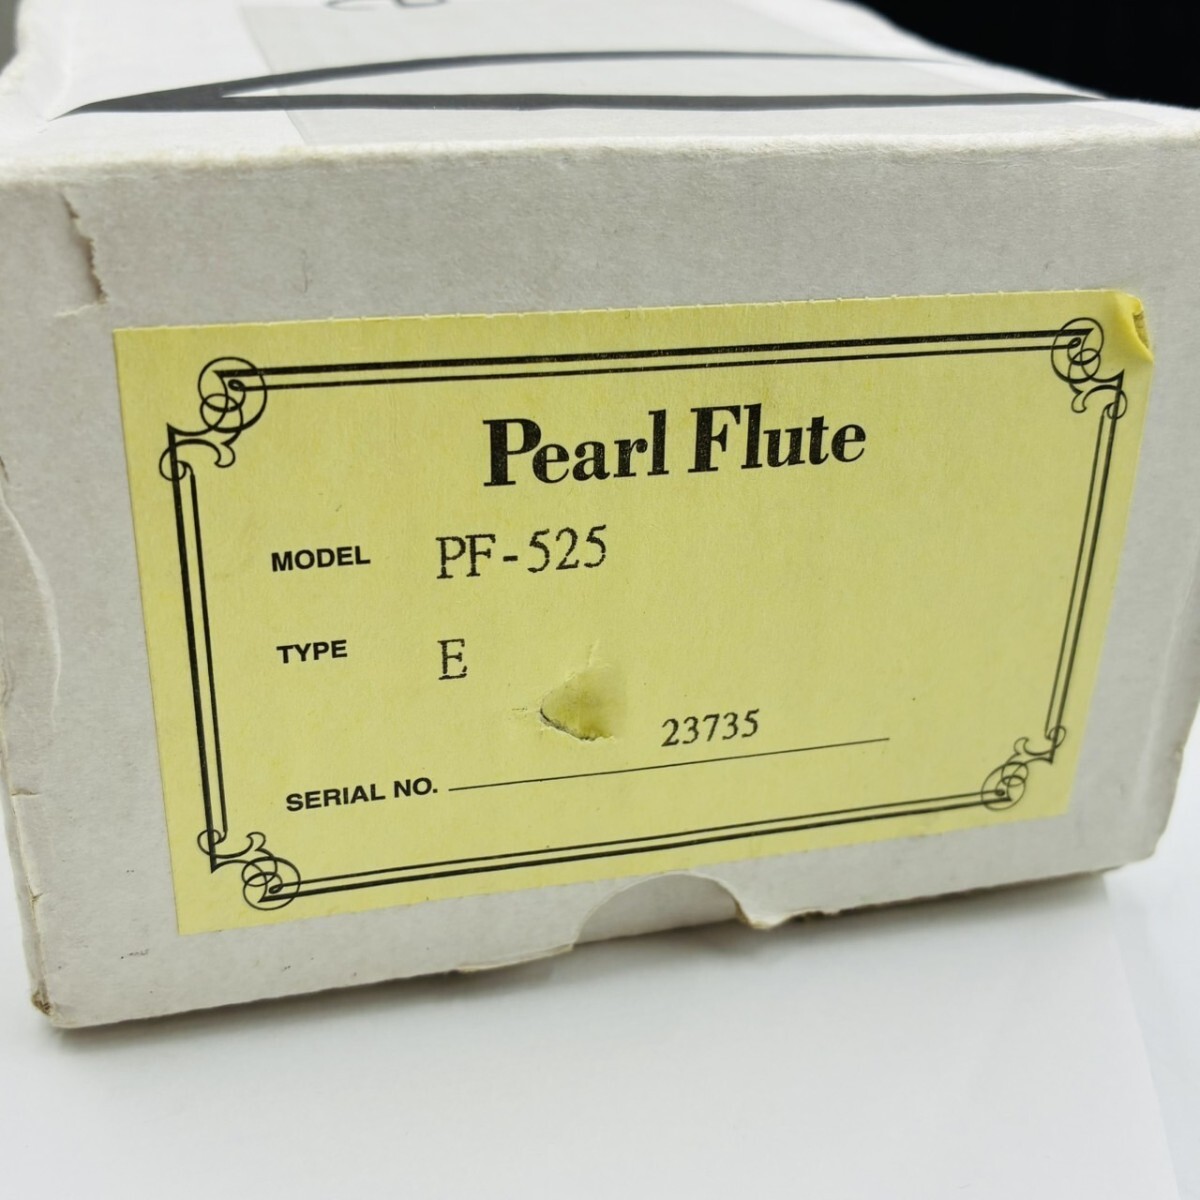 Pearl Flute
MODEL PF-525
TYPE E
23735
SERIAL NO.